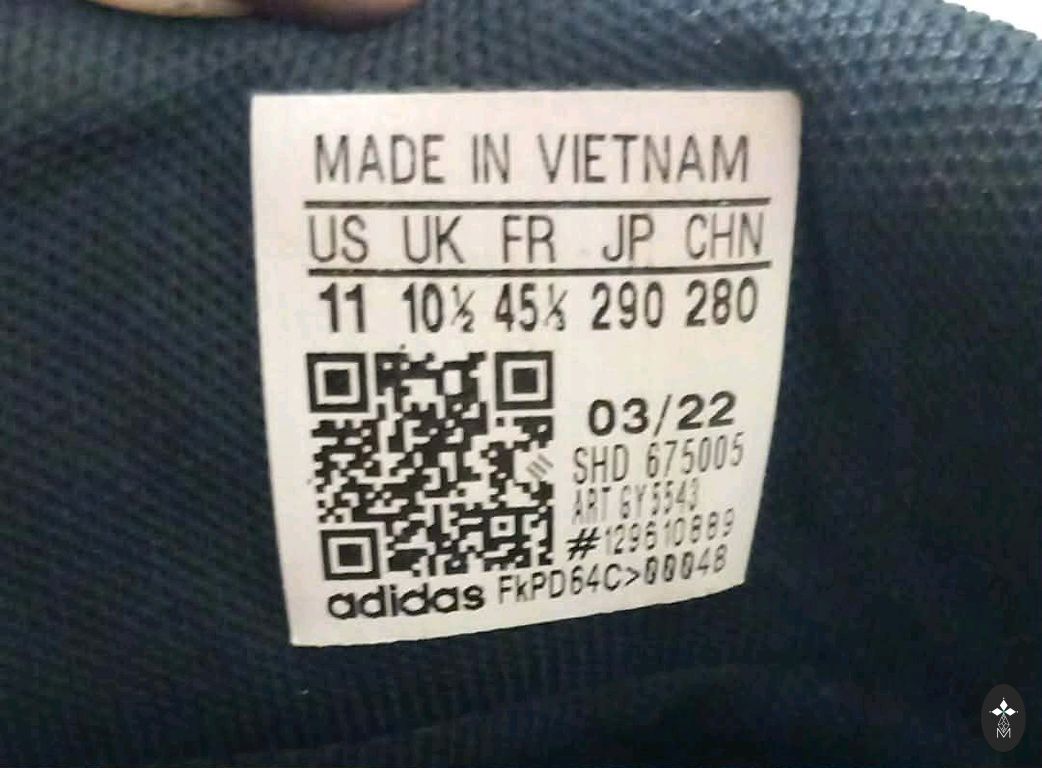 MADE IN VIETNAM
US UK FR JP CHN
11 10½ 45⅓ 290 280
03/22
SHD 675005
ART GY5543
#129610889
adidas FkPD64C>00048
M